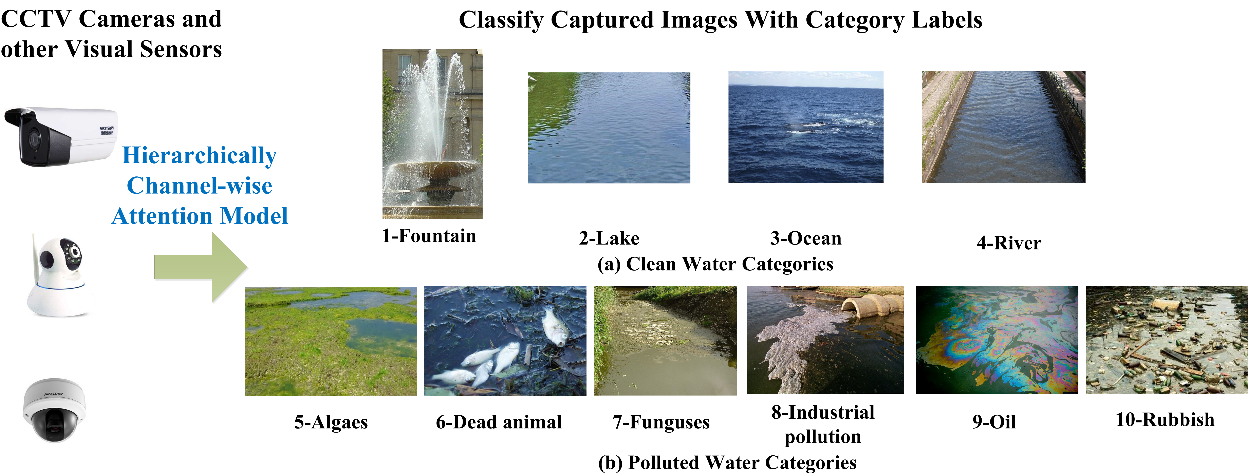 CCTV Cameras and
other Visual Sensors
Classify Captured Images With Category Labels
Hierarchically
Channel-wise
Attention Model
1-Fountain
2-Lake
3-Ocean
4-River
(a) Clean Water Categories
5-Algaes
6-Dead animal
7-Funguses
8-Industrial
pollution
9-Oil
10-Rubbish
(b) Polluted Water Categories